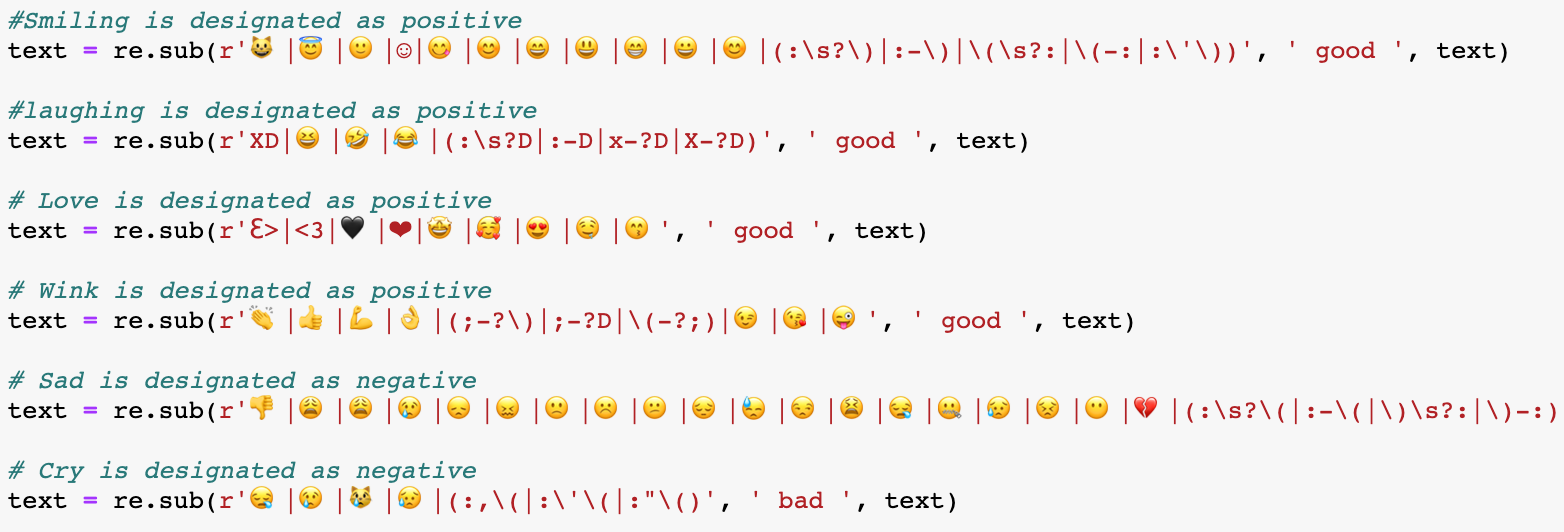 #Smiling is designated as positive
text = re.sub(r'😺 |😇 |🙂 |☺|😋 |😊 |😄 |😃 |😁 |😀 |😊 |(:\s?\)|:-\)|\(\s?:|\(-:|:\'\))', ' good ', text)
#laughing is designated as positive
text = re.sub(r'XD|😆 |🤣 |😂 |(:\s?D|:-D|x-?D|X-?D)', ' good ', text)
# Love is designated as positive
text = re.sub(r'Ɛ>|<3|🖤 |❤|🤩 |🥰 |😍 |🤤 |😙 ', ' good ', text)
# Wink is designated as positive
text = re.sub(r'👏 |👍 |💪 |👌 |(;-?\)|;-?D|\(-?;)|😉 |😘 |😜 ', ' good ', text)
# Sad is designated as negative
text = re.sub(r'👎 |😩 |😩 |😢 |😞 |😖 |🙁 |☹️ |😕 |😔 |😓 |😒 |😫 |😪 |🤐 |😥 |😣 |😶 |💔 |(:\s?\(|:-\(|\)\s?:|\)-:)
# Cry is designated as negative
text = re.sub(r'😪 |😢 |😿 |😥 |(:,\(|:\'\(|:"\()', ' bad ', text)